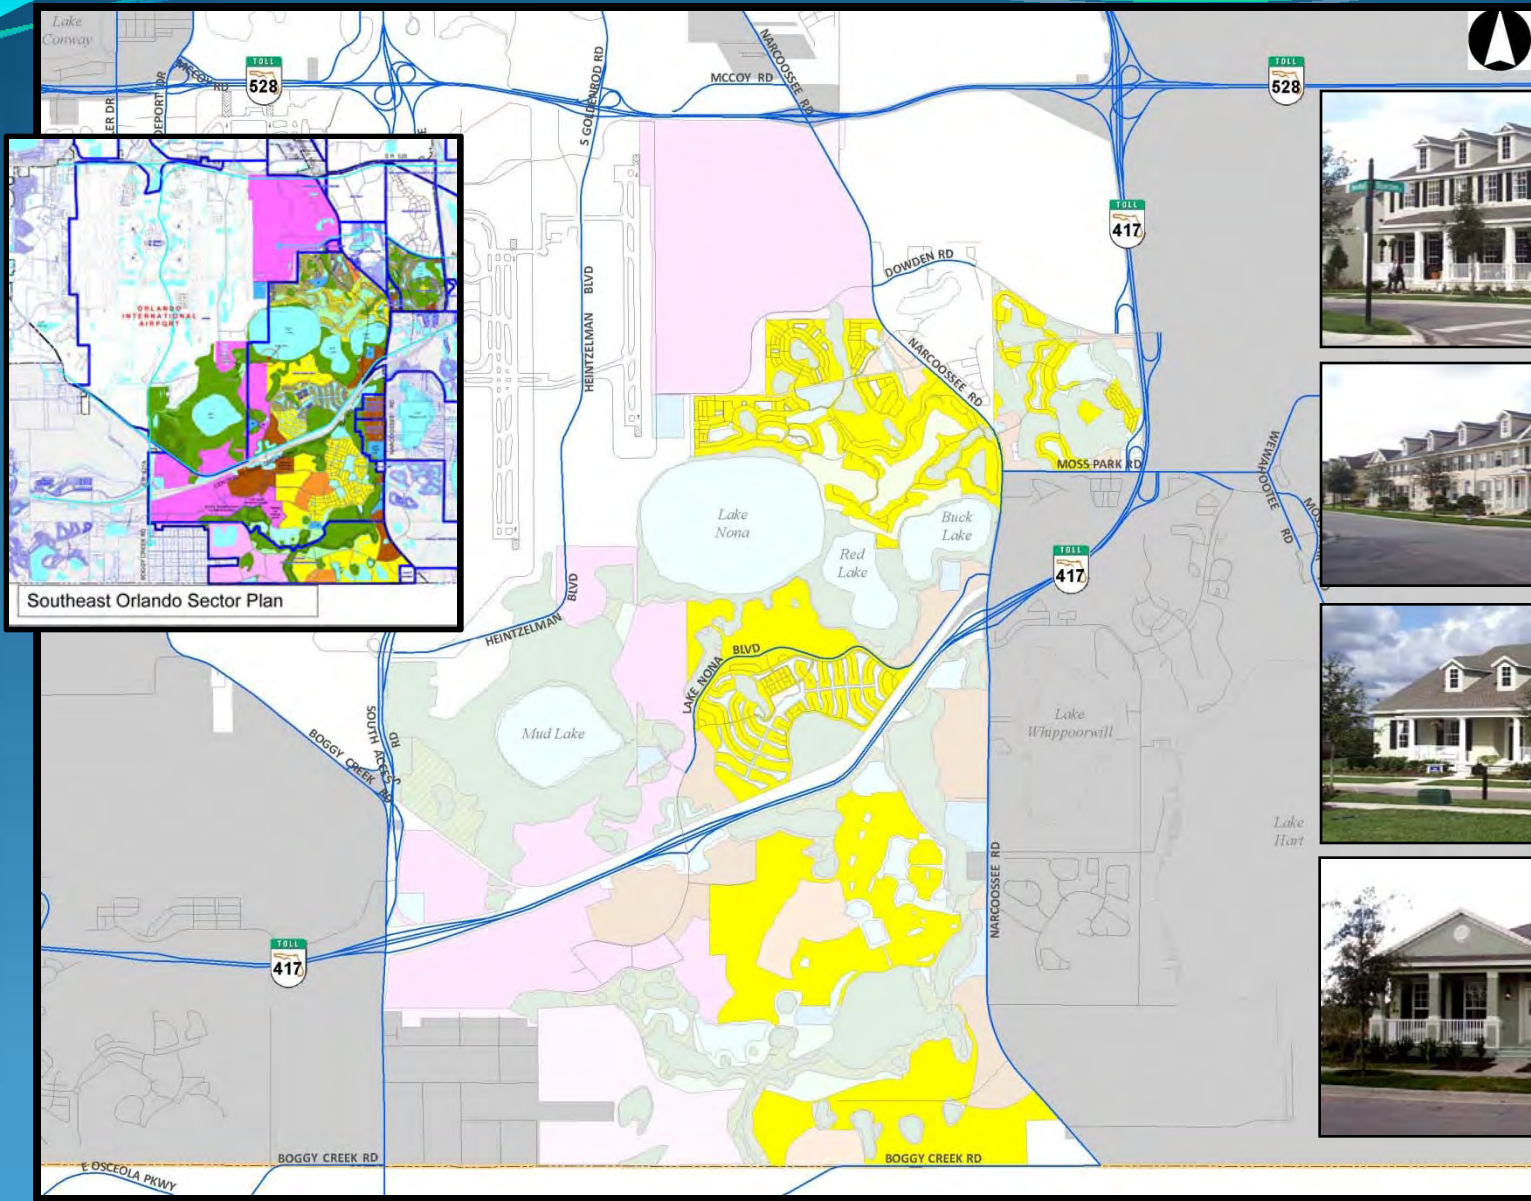 Lake
Conway
TOLL
528
MCCOY RD
S GOLDENROD RD
MCCOY RD
NARCOOSSEE RD
TOLL
528
TOLL
417
DOWDEN RD
HEINTZELMAN BLVD
NARCOOSSEE RD
ORLANDO
INTERNATIONAL
AIRPORT
Southeast Orlando Sector Plan
MOSS PARK RD
WEWAHOOTEE RD
Lake
Nona
Buck
Lake
Red
Lake
TOLL
417
HEINTZELMAN BLVD
LAKE NONA BLVD
Mud Lake
SOUTH ACCESS RD
BOGGY CREEK RD
Lake
Whippoorwill
Lake
Hart
NARCOOSSEE RD
TOLL
417
BOGGY CREEK RD
BOGGY CREEK RD
E OSCEOLA PKWY